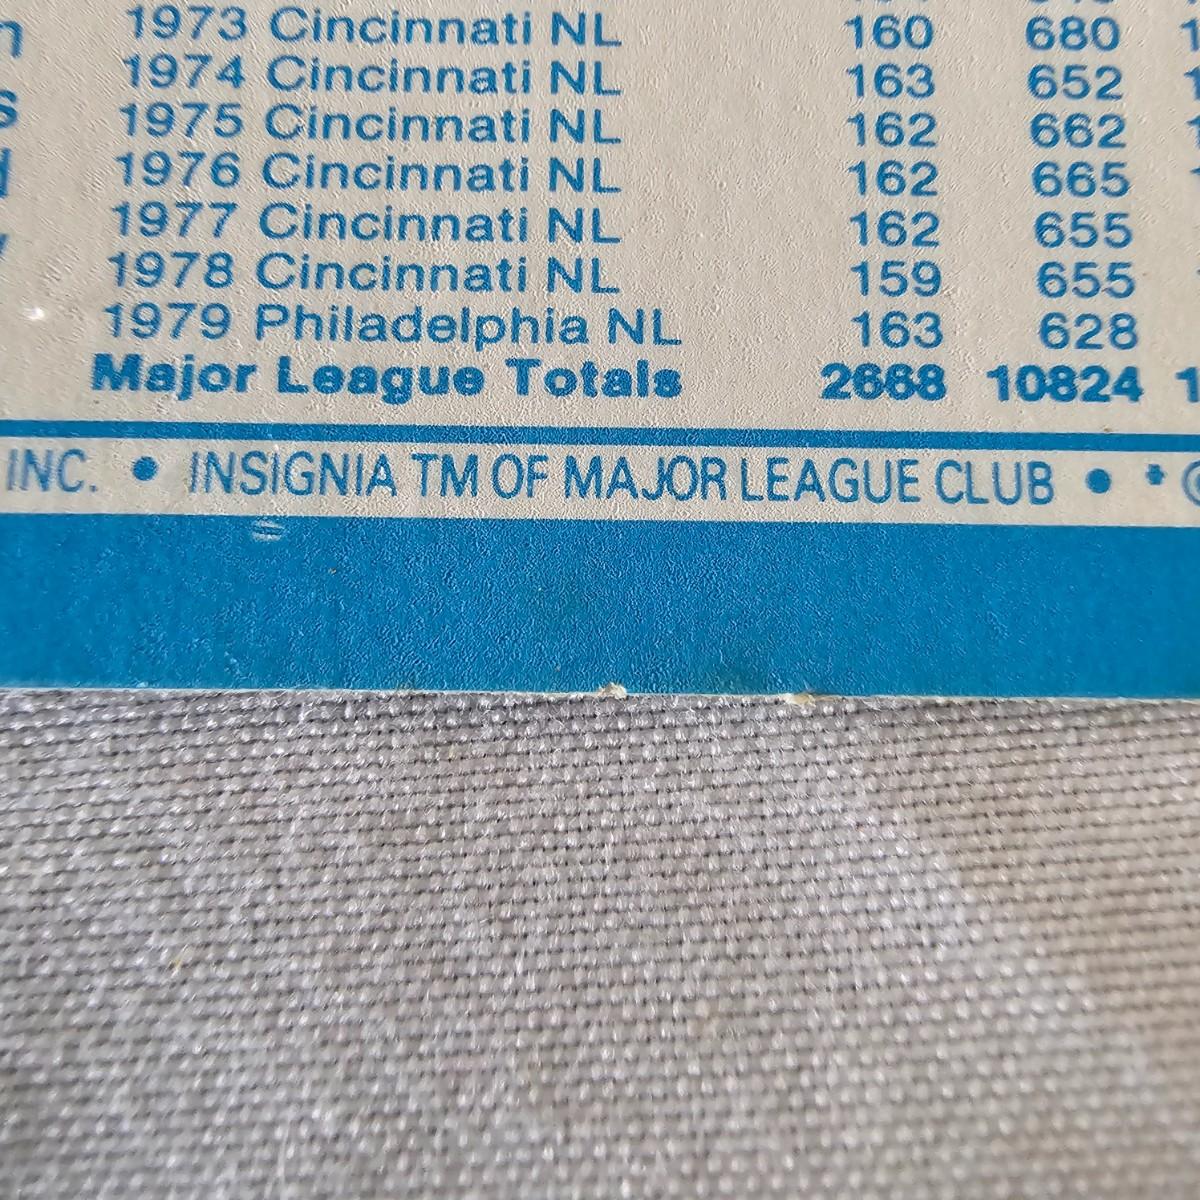 1973 Cincinnati NL 160 680
1974 Cincinnati NL 163 652
1975 Cincinnati NL 162 662
1976 Cincinnati NL 162 665
1977 Cincinnati NL 162 655
1978 Cincinnati NL 159 655
1979 Philadelphia NL 163 628
Major League Totals 2668 10824
INC. • INSIGNIA TM OF MAJOR LEAGUE CLUB • *